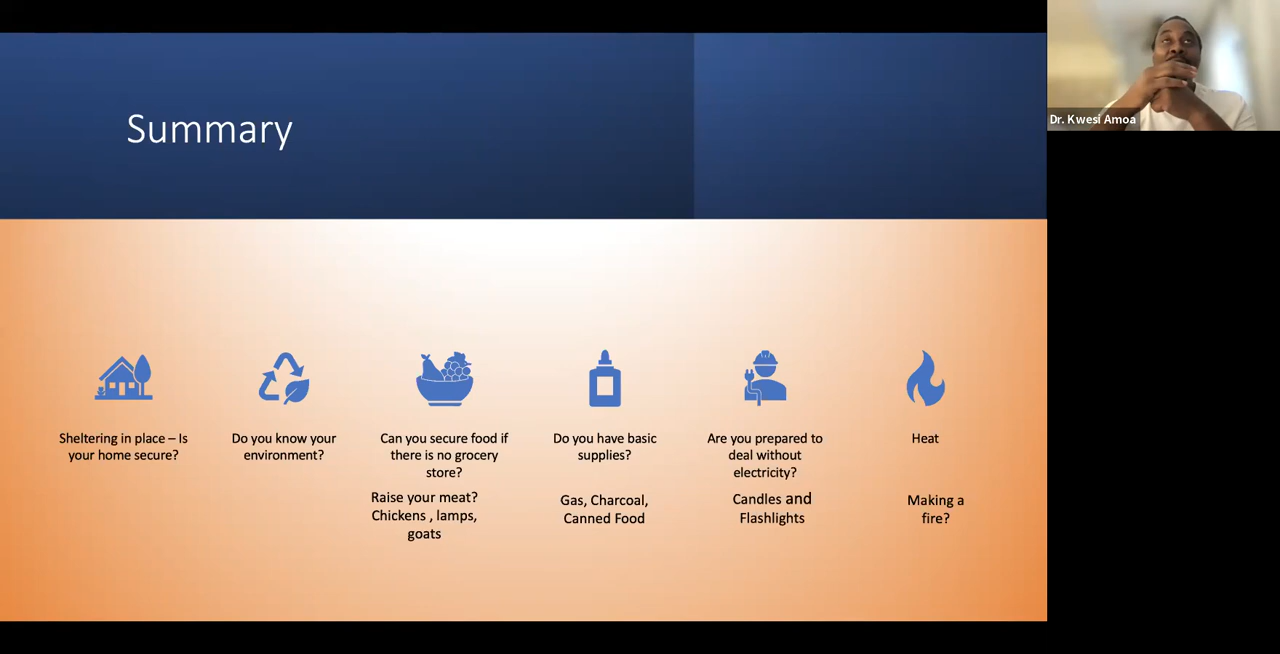 Summary
Dr. Kwesi Amoa
Sheltering in place – Is
your home secure?
Do you know your
environment?
Can you secure food if
there is no grocery
store?
Raise your meat?
Chickens , lamps,
goats
Do you have basic
supplies?
Gas, Charcoal,
Canned Food
Are you prepared to
deal without
electricity?
Candles and
Flashlights
Heat
Making a
fire?